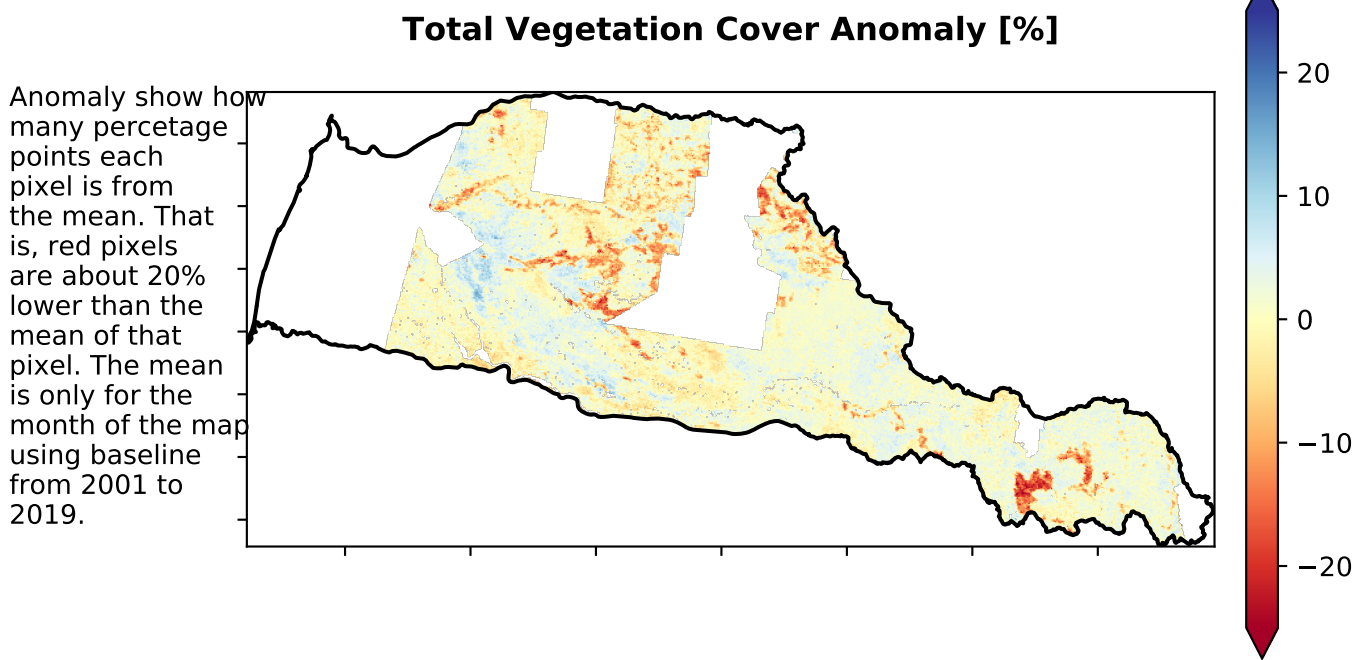 Total Vegetation Cover Anomaly [%]
Anomaly show how
many percetage
points each
pixel is from
the mean. That
is, red pixels
are about 20%
lower than the
mean of that
pixel. The mean
is only for the
month of the map
using baseline
from 2001 to
2019.
20
10
0
−10
−20